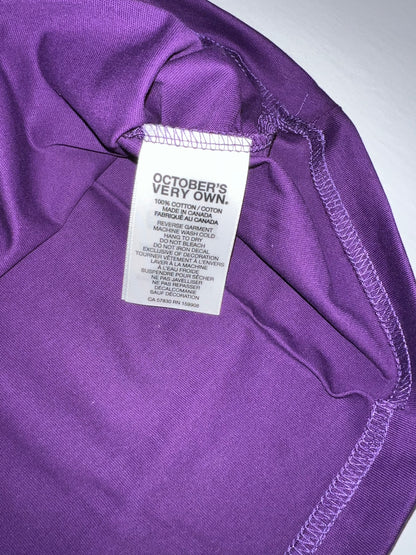 OCTOBER'S
VERY OWN.
100% COTTON / COTON
MADE IN CANADA
FABRIQUÉ AU CANADA
REVERSE GARMENT
MACHINE WASH COLD
HANG TO DRY
DO NOT BLEACH
DO NOT IRON DECAL
EXCLUSIVE OF DECORATION
TOURNER VÊTEMENT À L'ENVERS
LAVER À LA MACHINE
À L'EAU FROIDE
SUSPENDRE POUR SÉCHER
NE PAS JAVELLISER
NE PAS REPASSER
DÉCALCOMANIE
SAUF DÉCORATION
CA 57830 RN 159908